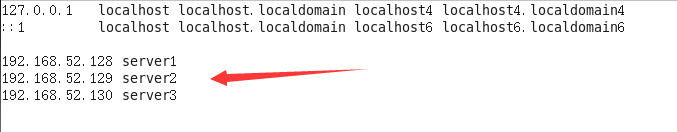 127.0.0.1   localhost localhost.localdomain localhost4 localhost4.localdomain4
::1         localhost localhost.localdomain localhost6 localhost6.localdomain6
192.168.52.128 server1
192.168.52.129 server2
192.168.52.130 server3